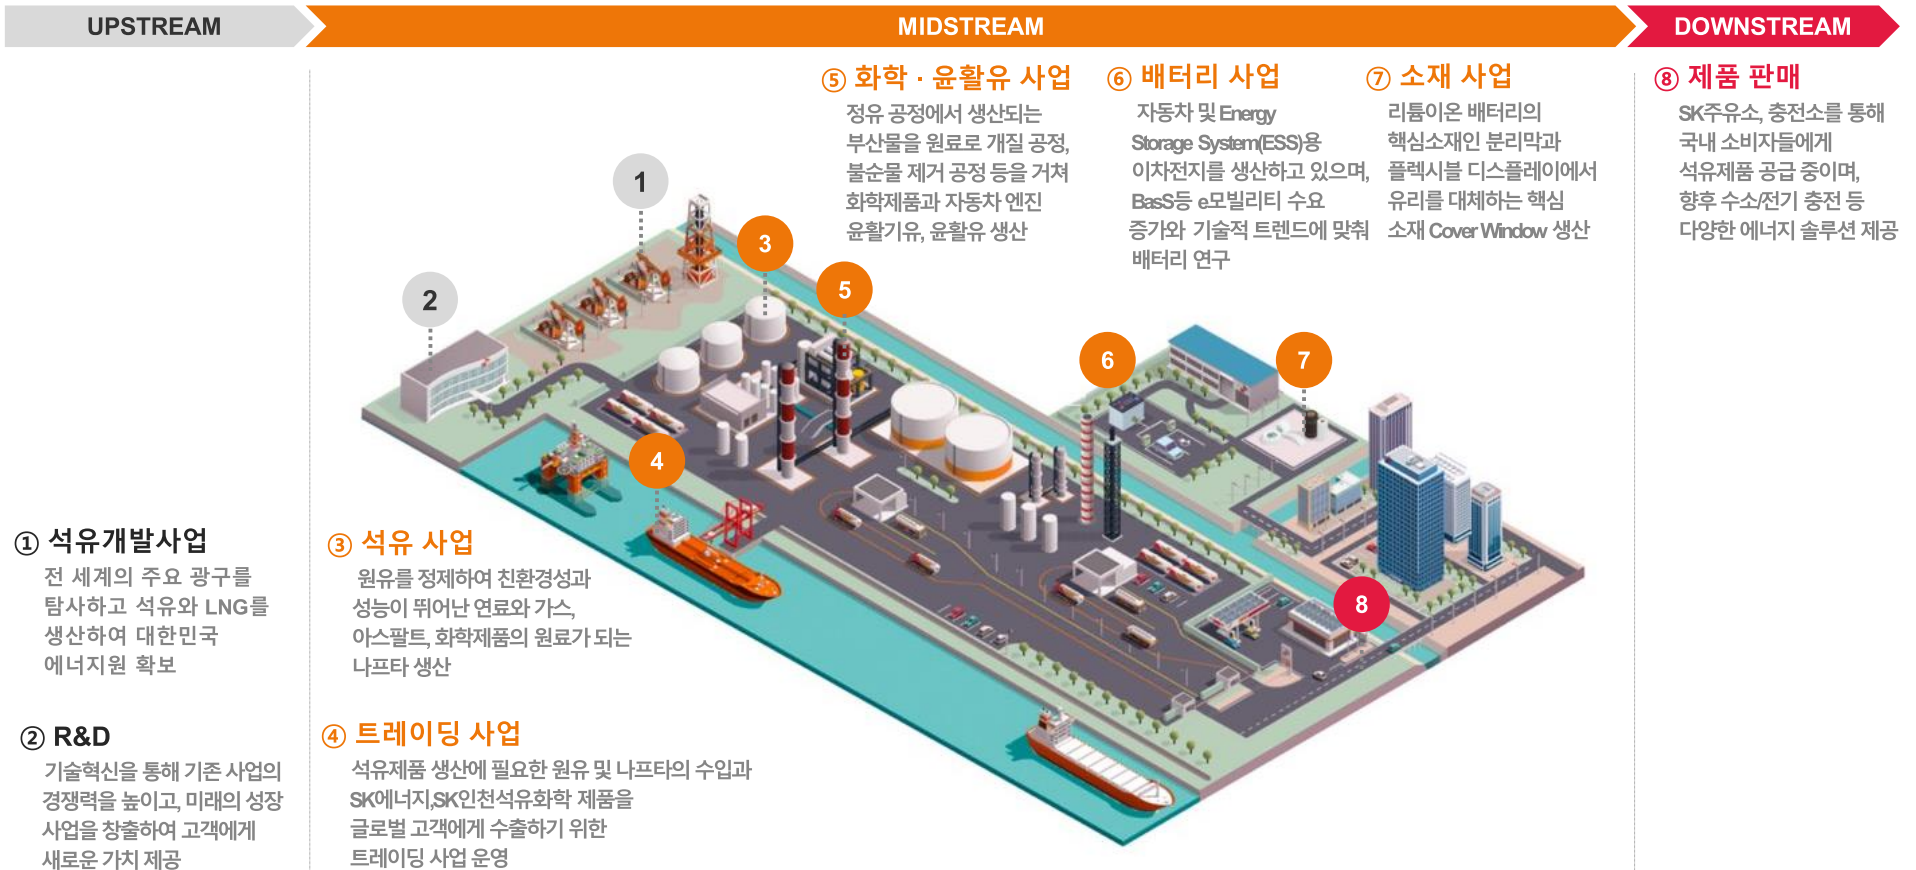 UPSTREAM
MIDSTREAM
DOWNSTREAM
⑤ 화학 · 윤활유 사업
정유 공정에서 생산되는
부산물을 원료로 개질 공정,
불순물 제거 공정 등을 거쳐
화학제품과 자동차 엔진
윤활기유, 윤활유 생산
⑥ 배터리 사업
자동차 및 Energy
Storage System(ESS)용
이차전지를 생산하고 있으며,
BasS등 e모빌리티 수요
증가와 기술적 트렌드에 맞춰
배터리 연구
⑦ 소재 사업
리튬이온 배터리의
핵심소재인 분리막과
플렉시블 디스플레이에서
유리를 대체하는 핵심
소재 Cover Window 생산
⑧ 제품 판매
SK주유소, 충전소를 통해
국내 소비자들에게
석유제품 공급 중이며,
향후 수소/전기 충전 등
다양한 에너지 솔루션 제공
1
2
3
5
6
7
4
8
① 석유개발사업
전 세계의 주요 광구를
탐사하고 석유와 LNG를
생산하여 대한민국
에너지원 확보
② R&D
기술혁신을 통해 기존 사업의
경쟁력을 높이고, 미래의 성장
사업을 창출하여 고객에게
새로운 가치 제공
③ 석유 사업
원유를 정제하여 친환경성과
성능이 뛰어난 연료와 가스,
아스팔트, 화학제품의 원료가 되는
나프타 생산
④ 트레이딩 사업
석유제품 생산에 필요한 원유 및 나프타의 수입과
SK에너지,SK인천석유화학 제품을
글로벌 고객에게 수출하기 위한
트레이딩 사업 운영